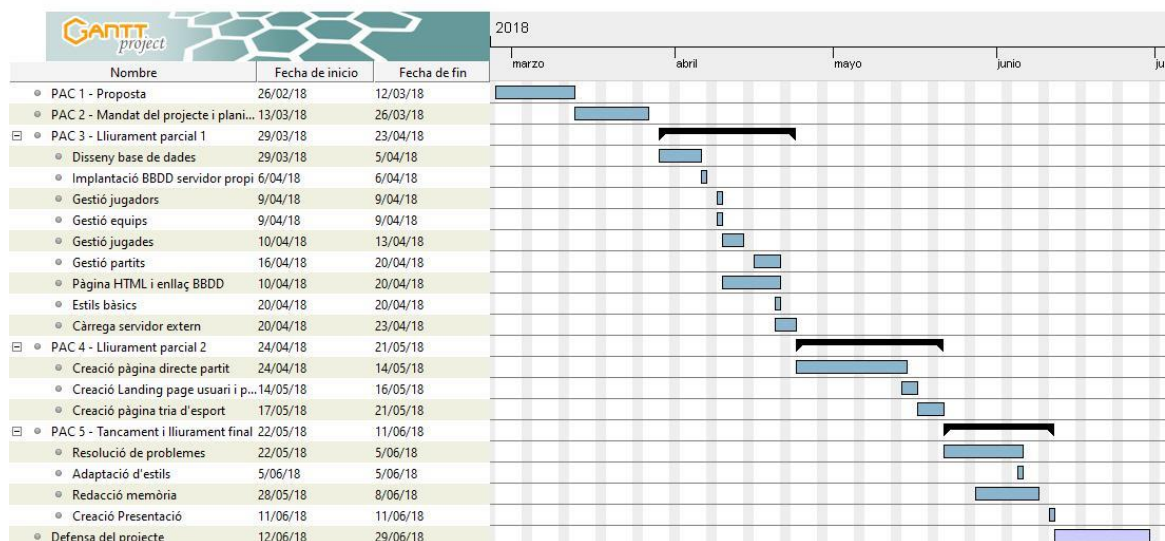 GANTT project
2018
Nombre Fecha de inicio Fecha de fin
marzo abril mayo junio ju
PAC 1 - Proposta 26/02/18 12/03/18
PAC 2 - Mandat del projecte i plani... 13/03/18 26/03/18
PAC 3 - Lliurament parcial 1 29/03/18 23/04/18
Disseny base de dades 29/03/18 5/04/18
Implantació BBDD servidor propi 6/04/18 6/04/18
Gestió jugadors 9/04/18 9/04/18
Gestió equips 9/04/18 9/04/18
Gestió jugades 10/04/18 13/04/18
Gestió partits 16/04/18 20/04/18
Pàgina HTML i enllaç BBDD 10/04/18 20/04/18
Estils bàsics 20/04/18 20/04/18
Càrrega servidor extern 20/04/18 23/04/18
PAC 4 - Lliurament parcial 2 24/04/18 21/05/18
Creació pàgina directe partit 24/04/18 14/05/18
Creació Landing page usuari i p... 14/05/18 16/05/18
Creació pàgina tria d'esport 17/05/18 21/05/18
PAC 5 - Tancament i lliurament final 22/05/18 11/06/18
Resolució de problemes 22/05/18 5/06/18
Adaptació d'estils 5/06/18 5/06/18
Redacció memòria 28/05/18 8/06/18
Creació Presentació 11/06/18 11/06/18
Defensa del projecte 12/06/18 29/06/18